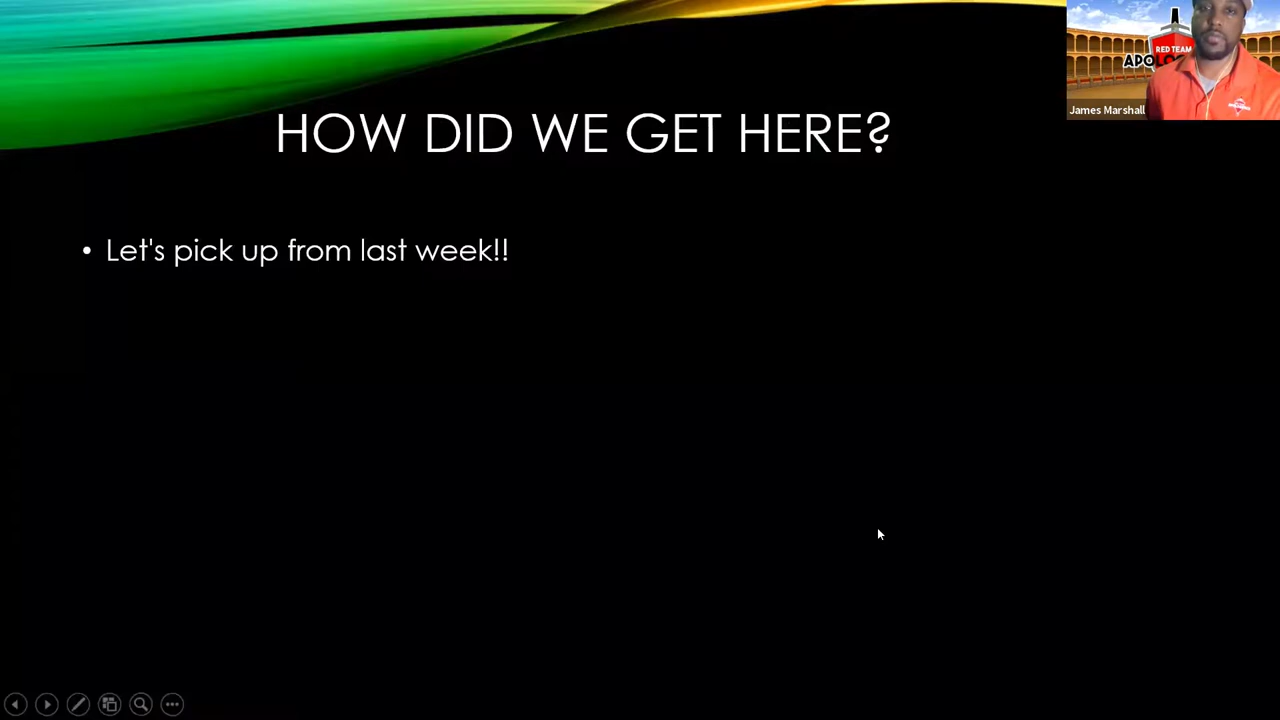 HOW DID WE GET HERE?
• Let's pick up from last week!!
RED TEAM
James Marshall